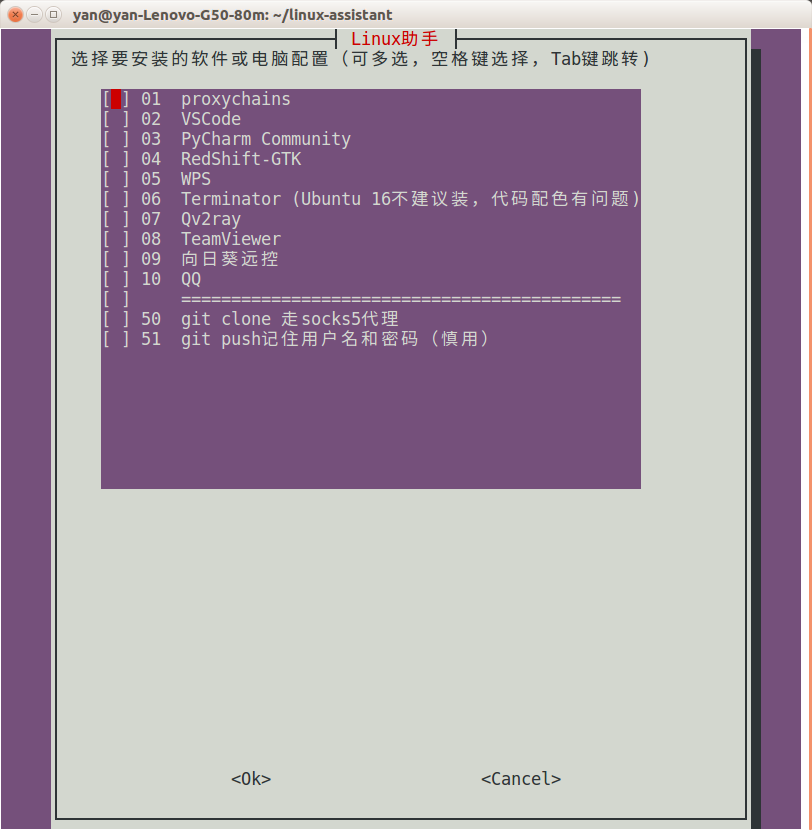 yan@yan-Lenovo-G50-80m: ~/linux-assistant
Linux助手
选择要安装的软件或电脑配置（可多选，空格键选择，Tab键跳转）
[ ] 01 proxychains
[ ] 02 VSCode
[ ] 03 PyCharm Community
[ ] 04 RedShift-GTK
[ ] 05 WPS
[ ] 06 Terminator (Ubuntu 16不建议装，代码配色有问题)
[ ] 07 Qv2ray
[ ] 08 TeamViewer
[ ] 09 向日葵远控
[ ] 10 QQ
[ ] ============================================
[ ] 50 git clone 走socks5代理
[ ] 51 git push记住用户名和密码（慎用）
<Ok> <Cancel>